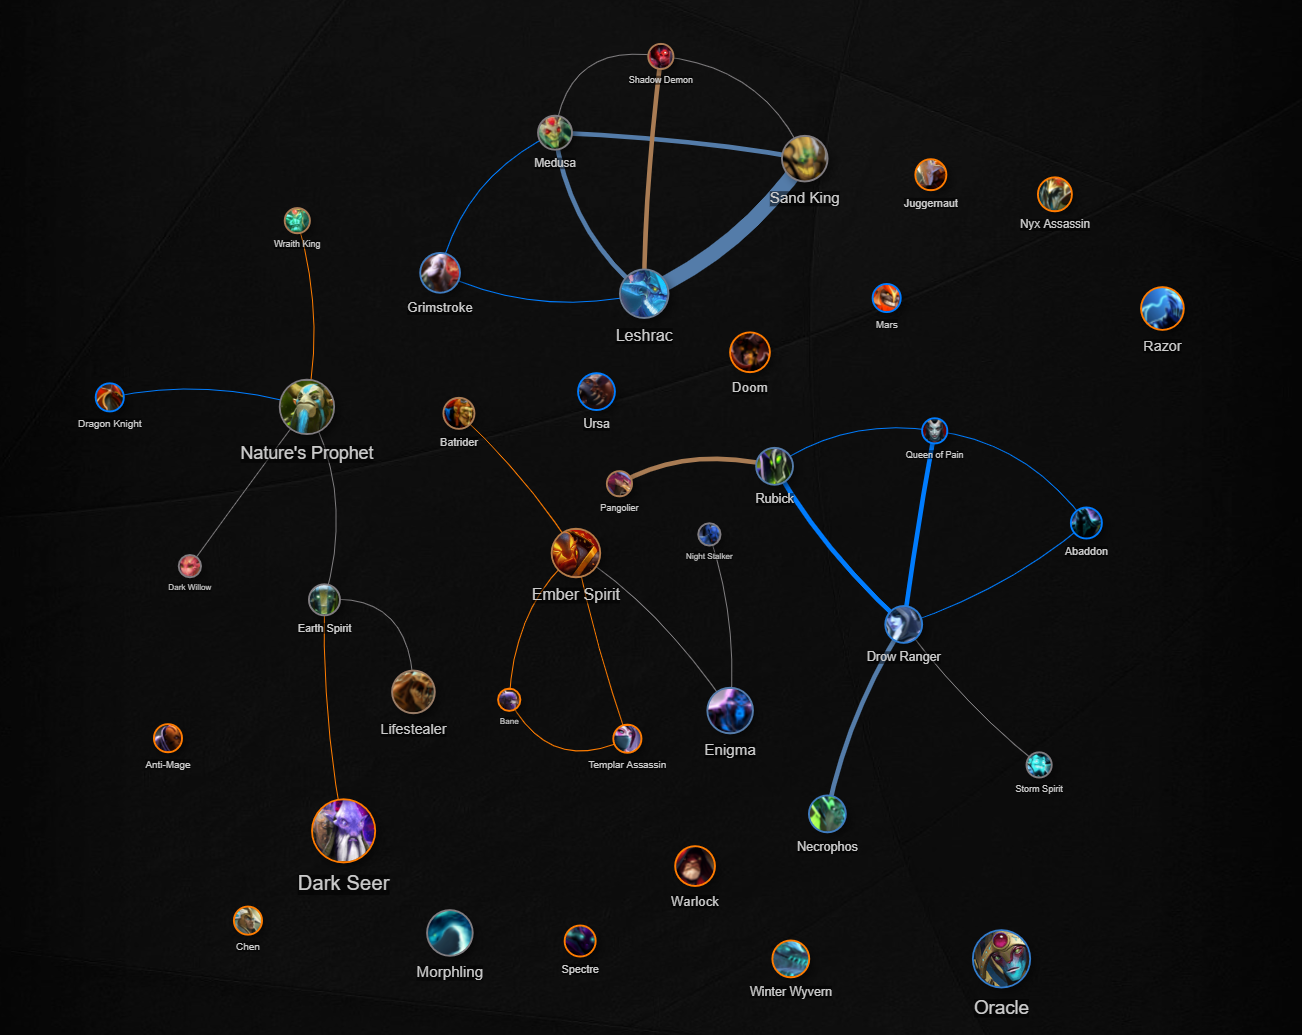 Shadow Demon
Medusa
Sand King
Juggernaut
Nyx Assassin
Wraith King
Grimstroke
Leshrac
Mars
Razor
Doom
Dragon Knight
Ursa
Batrider
Nature's Prophet
Queen of Pain
Rubick
Pangolier
Abaddon
Night Stalker
Dark Willow
Ember Spirit
Earth Spirit
Drow Ranger
Bane
Lifestealer
Enigma
Anti-Mage
Templar Assassin
Storm Spirit
Necrophos
Dark Seer
Warlock
Chen
Morphling
Spectre
Winter Wyvern
Oracle